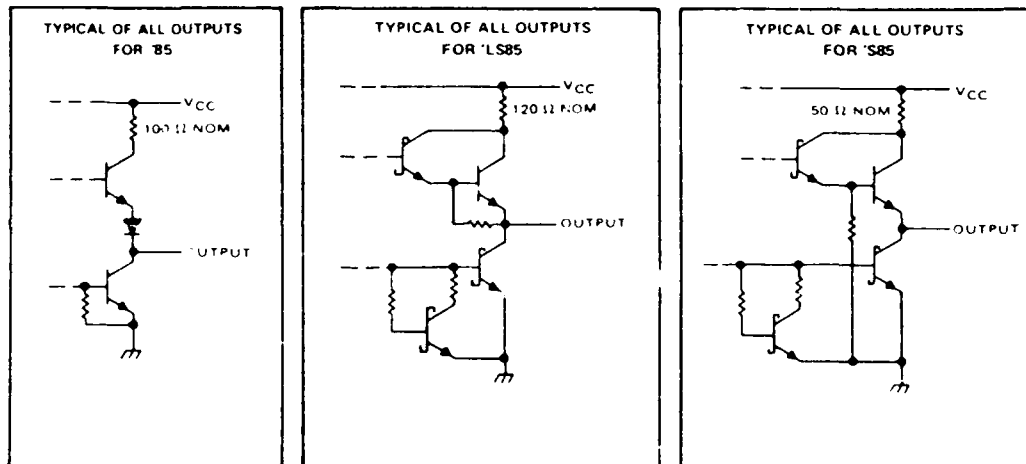 TYPICAL OF ALL OUTPUTS
FOR '85
VCC
100 Ω NOM
OUTPUT
TYPICAL OF ALL OUTPUTS
FOR 'LS85
VCC
120 Ω NOM
OUTPUT
TYPICAL OF ALL OUTPUTS
FOR 'S85
VCC
50 Ω NOM
OUTPUT